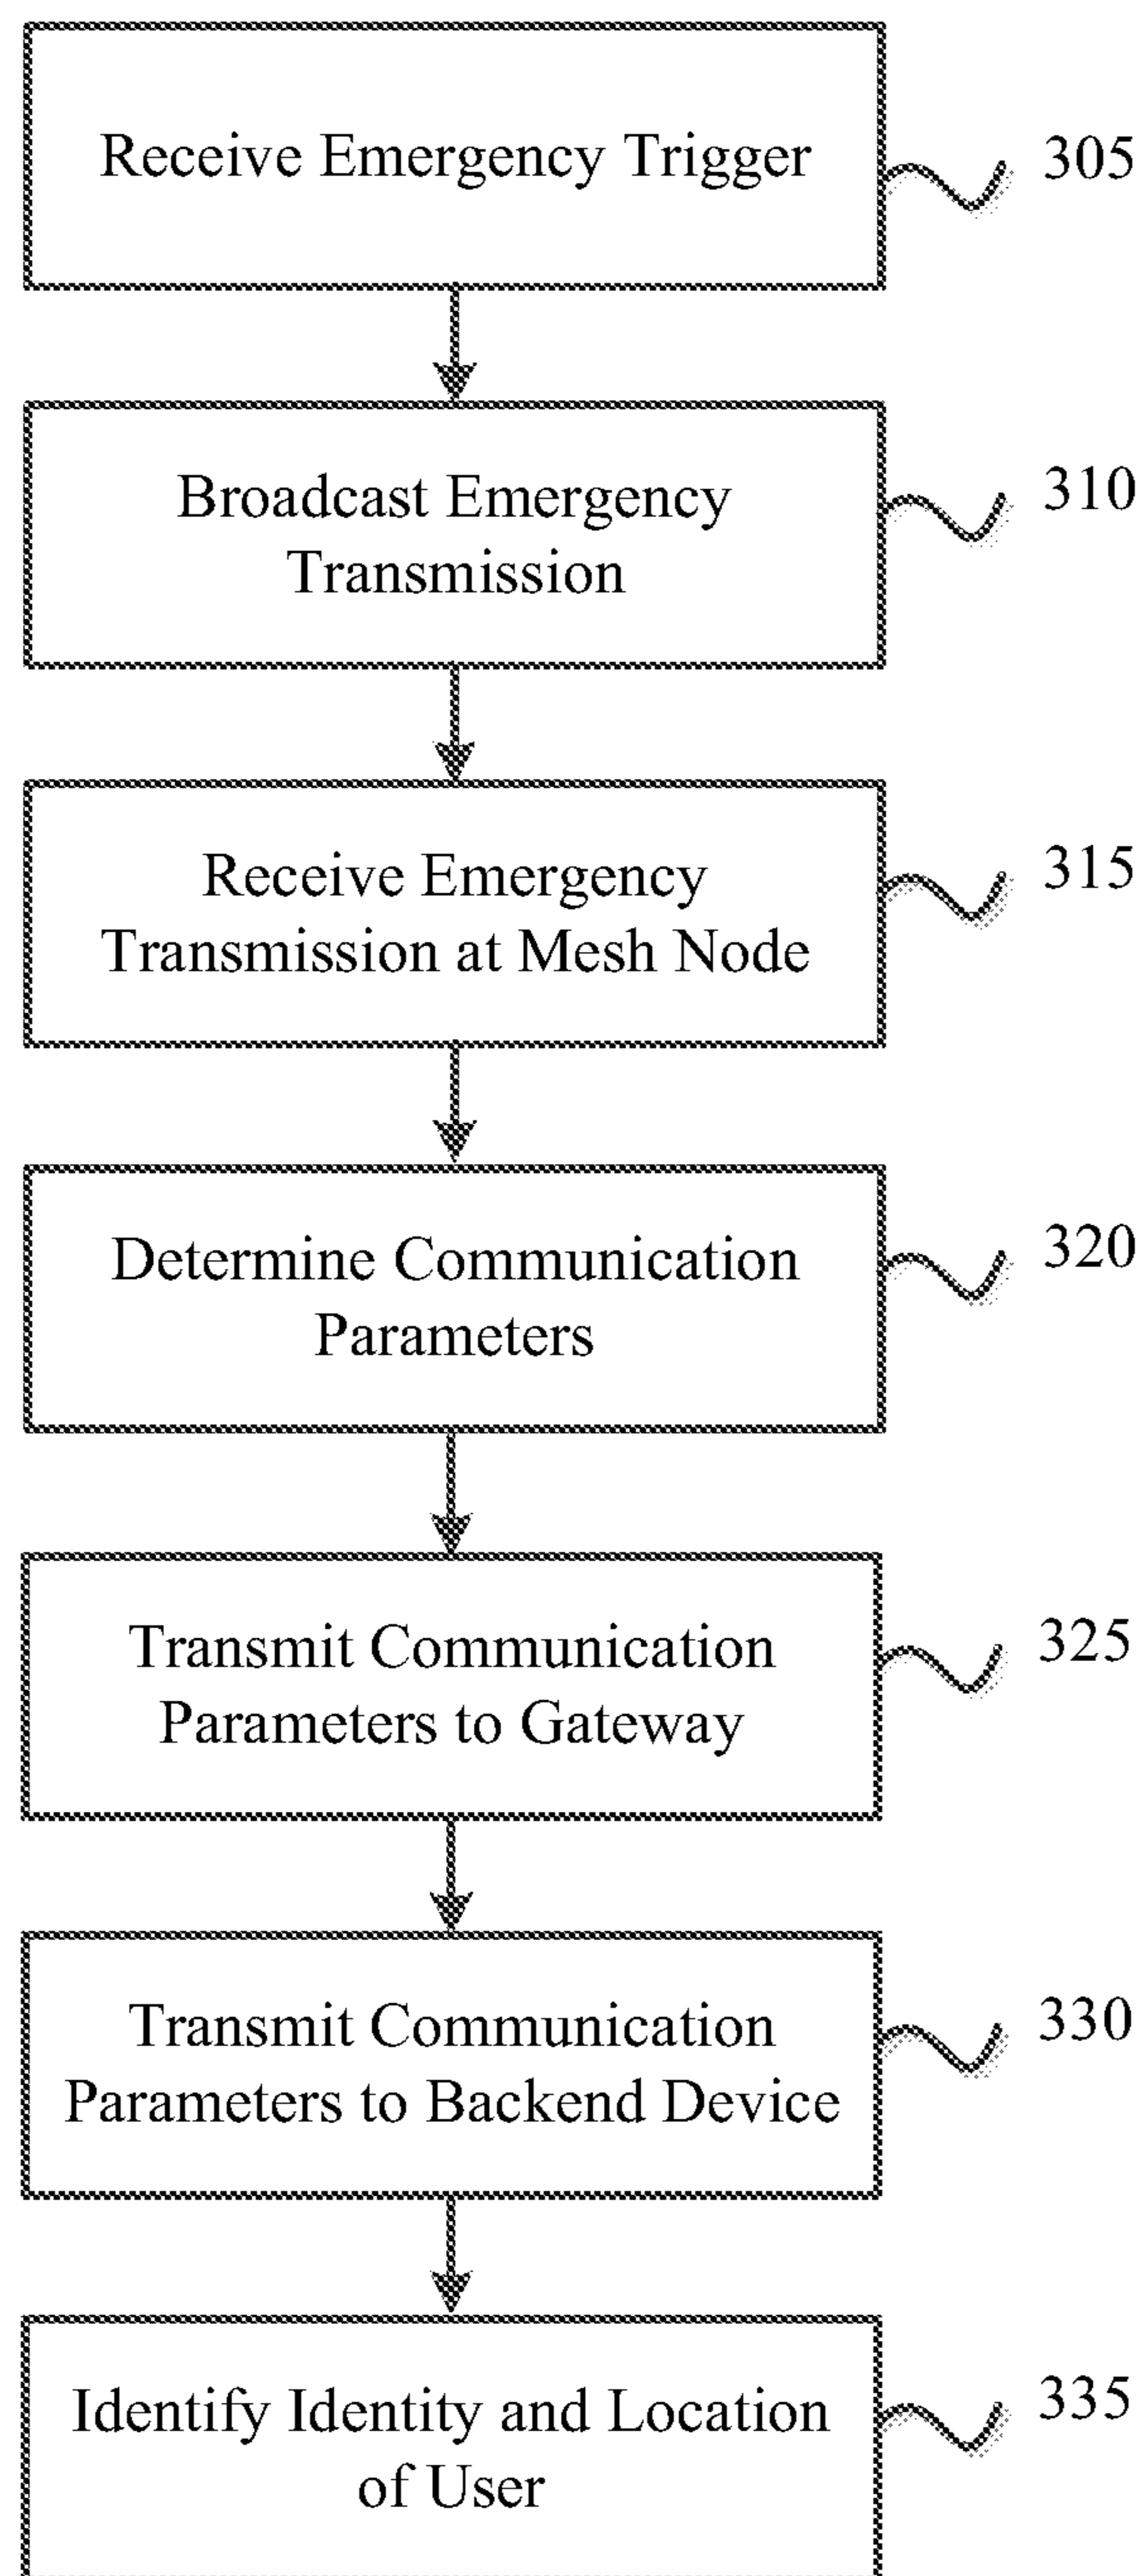 Receive Emergency Trigger
305
Broadcast Emergency
Transmission
310
Receive Emergency
Transmission at Mesh Node
315
Determine Communication
Parameters
320
Transmit Communication
Parameters to Gateway
325
Transmit Communication
Parameters to Backend Device
330
Identify Identity and Location
of User
335